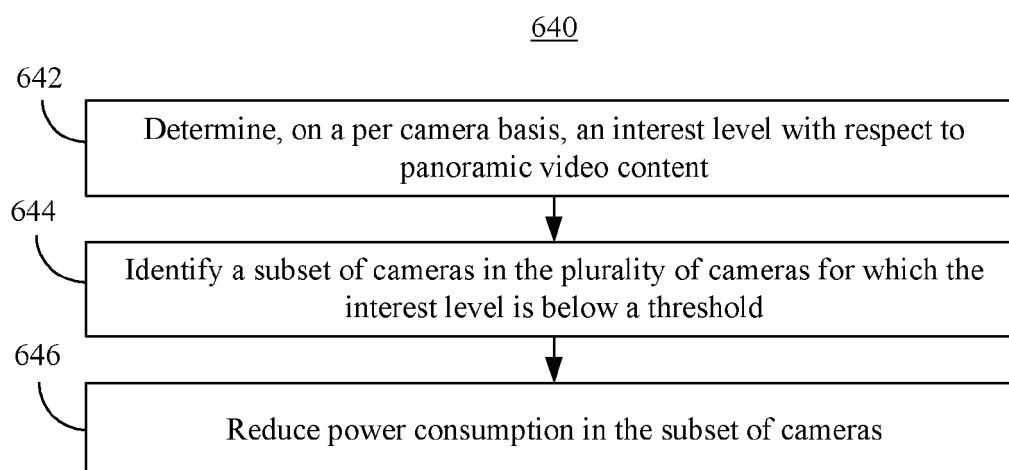 640
642
Determine, on a per camera basis, an interest level with respect to
panoramic video content
644
Identify a subset of cameras in the plurality of cameras for which the
interest level is below a threshold
646
Reduce power consumption in the subset of cameras